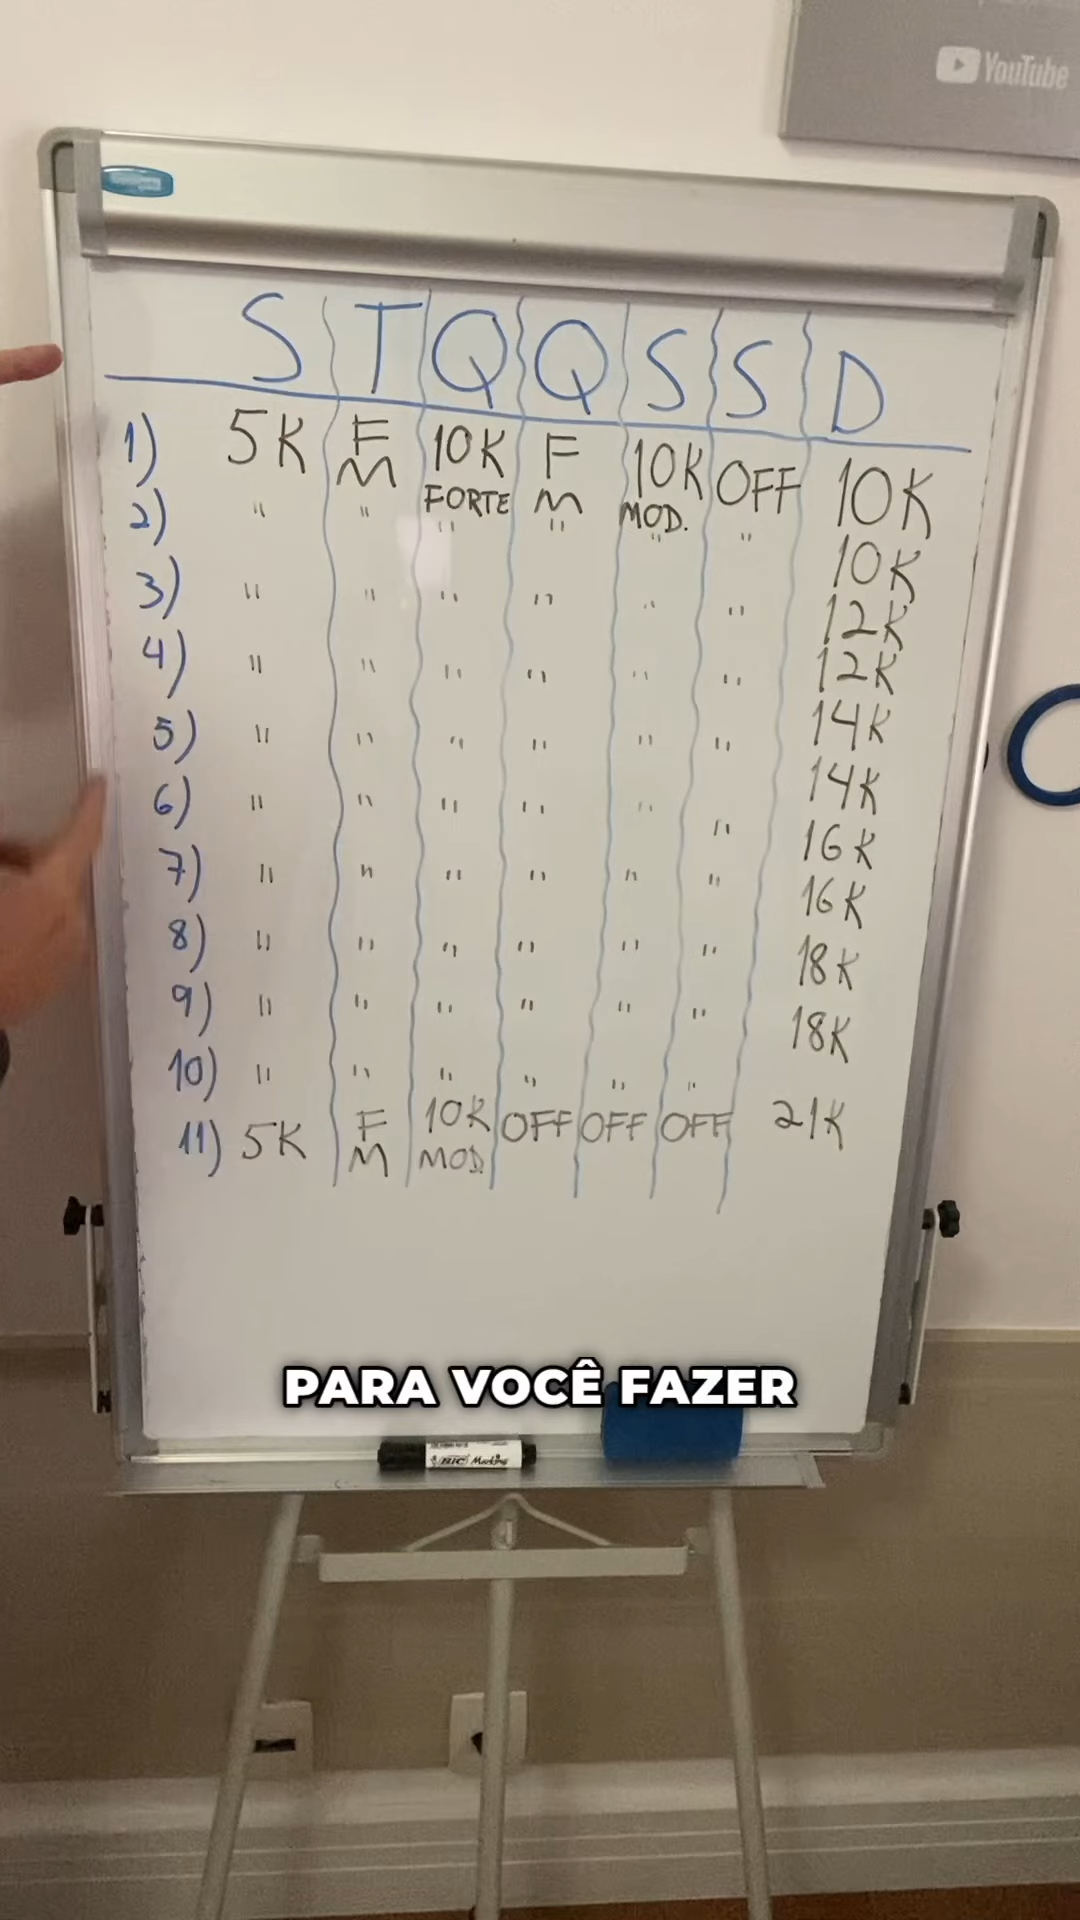 YouTube
S T Q Q S S D
1) 5K F M 10K FORTE F M 10K MOD. OFF 10K
2) " " " " " " 10K
3) " " " " " " 12K
4) " " " " " " 12K
5) " " " " " " 14K
6) " " " " " " 14K
7) " " " " " " 16K
8) " " " " " " 16K
9) " " " " " " 18K
10) " " " " " " 18K
11) 5K F M 10K MOD. OFF OFF OFF 21K
PARA VOCÊ FAZER
BIC Marking